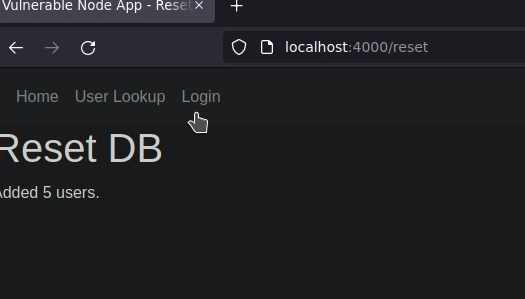 Vulnerable Node App - Reset
localhost:4000/reset
Home User Lookup Login
Reset DB
Added 5 users.